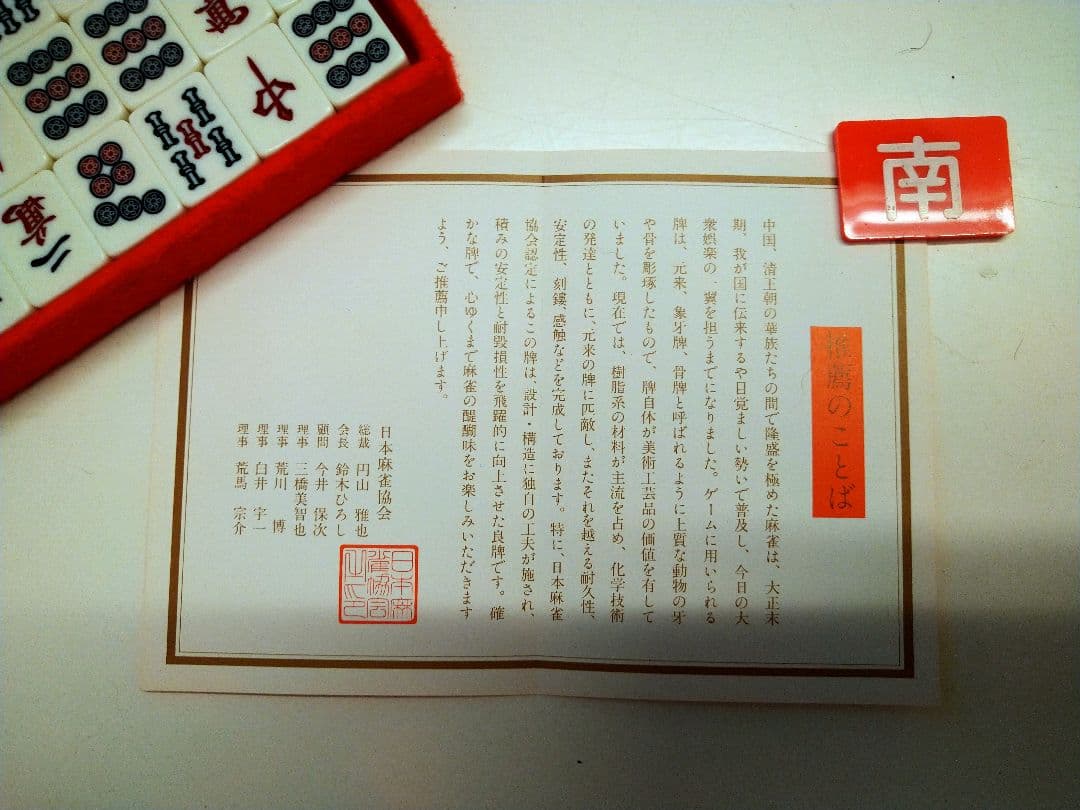 南
推薦のことば
中国、清王朝の華族たちの間で隆盛を極めた麻雀は、大正末
期、我が国に伝来するや目覚ましい勢いで普及し、今日の大
衆娯楽の一翼を担うまでになりました。ゲームに用いられる
牌は、元来、象牙牌、骨牌と呼ばれるように上質な動物の牙
や骨を彫琢したもので、牌自体が美術工芸品の価値を有して
いました。現在では、樹脂系の材料が主流を占め、化学技術
の発達とともに、元来の牌に匹敵し、またそれを越える耐久性、
安定性、刻鏤、感触などを完成しております。特に、日本麻雀
協会認定によるこの牌は、設計・構造に独自の工夫が施され、
積みの安定性と耐毀損性を飛躍的に向上させた良牌です。確
かな牌で、心ゆくまで麻雀の醍醐味をお楽しみいただきます
よう、ご推薦申し上げます。
日本麻雀協会
総裁 円山 雅也
会長 鈴木ひろし
顧問 今井 保次
理事 三橋美智也
理事 荒川 博
理事 白井 宇一
理事 荒馬 宗介
日本麻
雀協会
之印
中
萬
二
萬